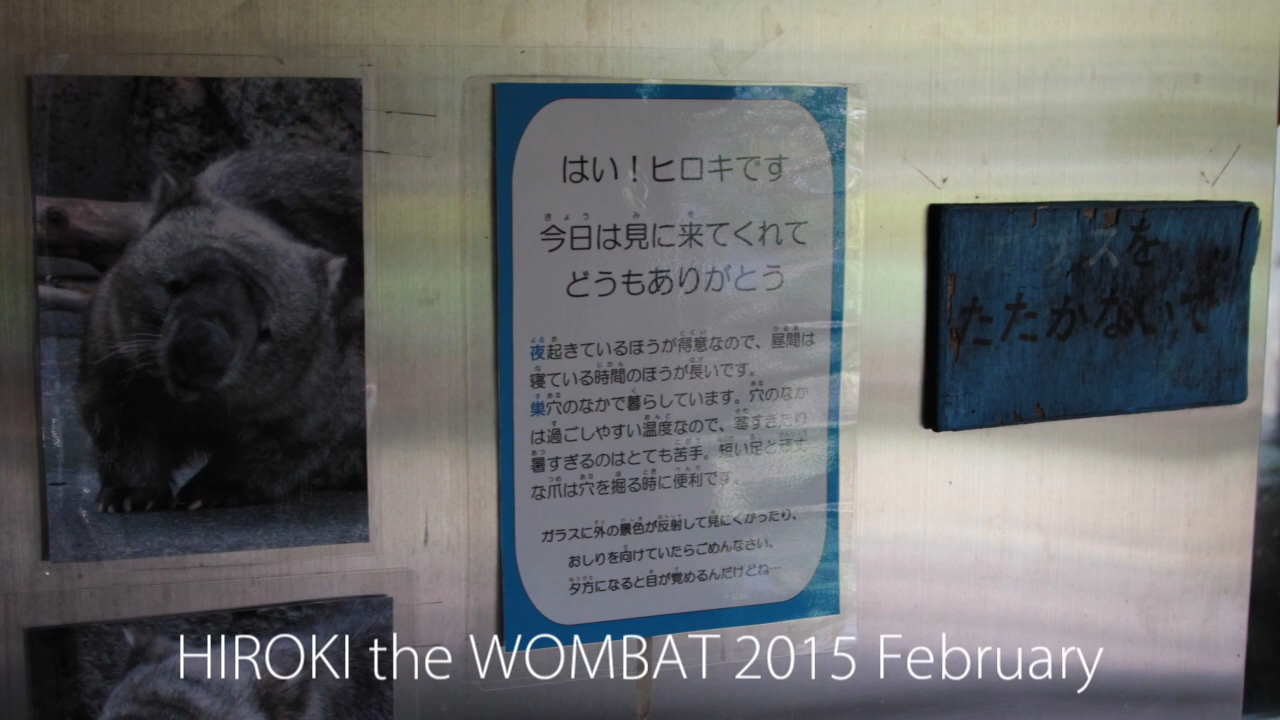 はい！ヒロキです
今日は見に来てくれて
どうもありがとう
夜起きているほうが得意なので、昼間は
寝ている時間のほうが長いです。
巣穴のなかで暮らしています。穴のなか
は過ごしやすい温度なので、寒すぎたり
暑すぎるのはとても苦手。短い足と頑丈
な爪は穴を掘る時に便利です。
ガラスに外の景色が反射して見にくかったり、
おしりを向けていたらごめんなさい。
夕方になると目が覚めるんだけどね…
ガラスを
たたかないで
HIROKI the WOMBAT 2015 February